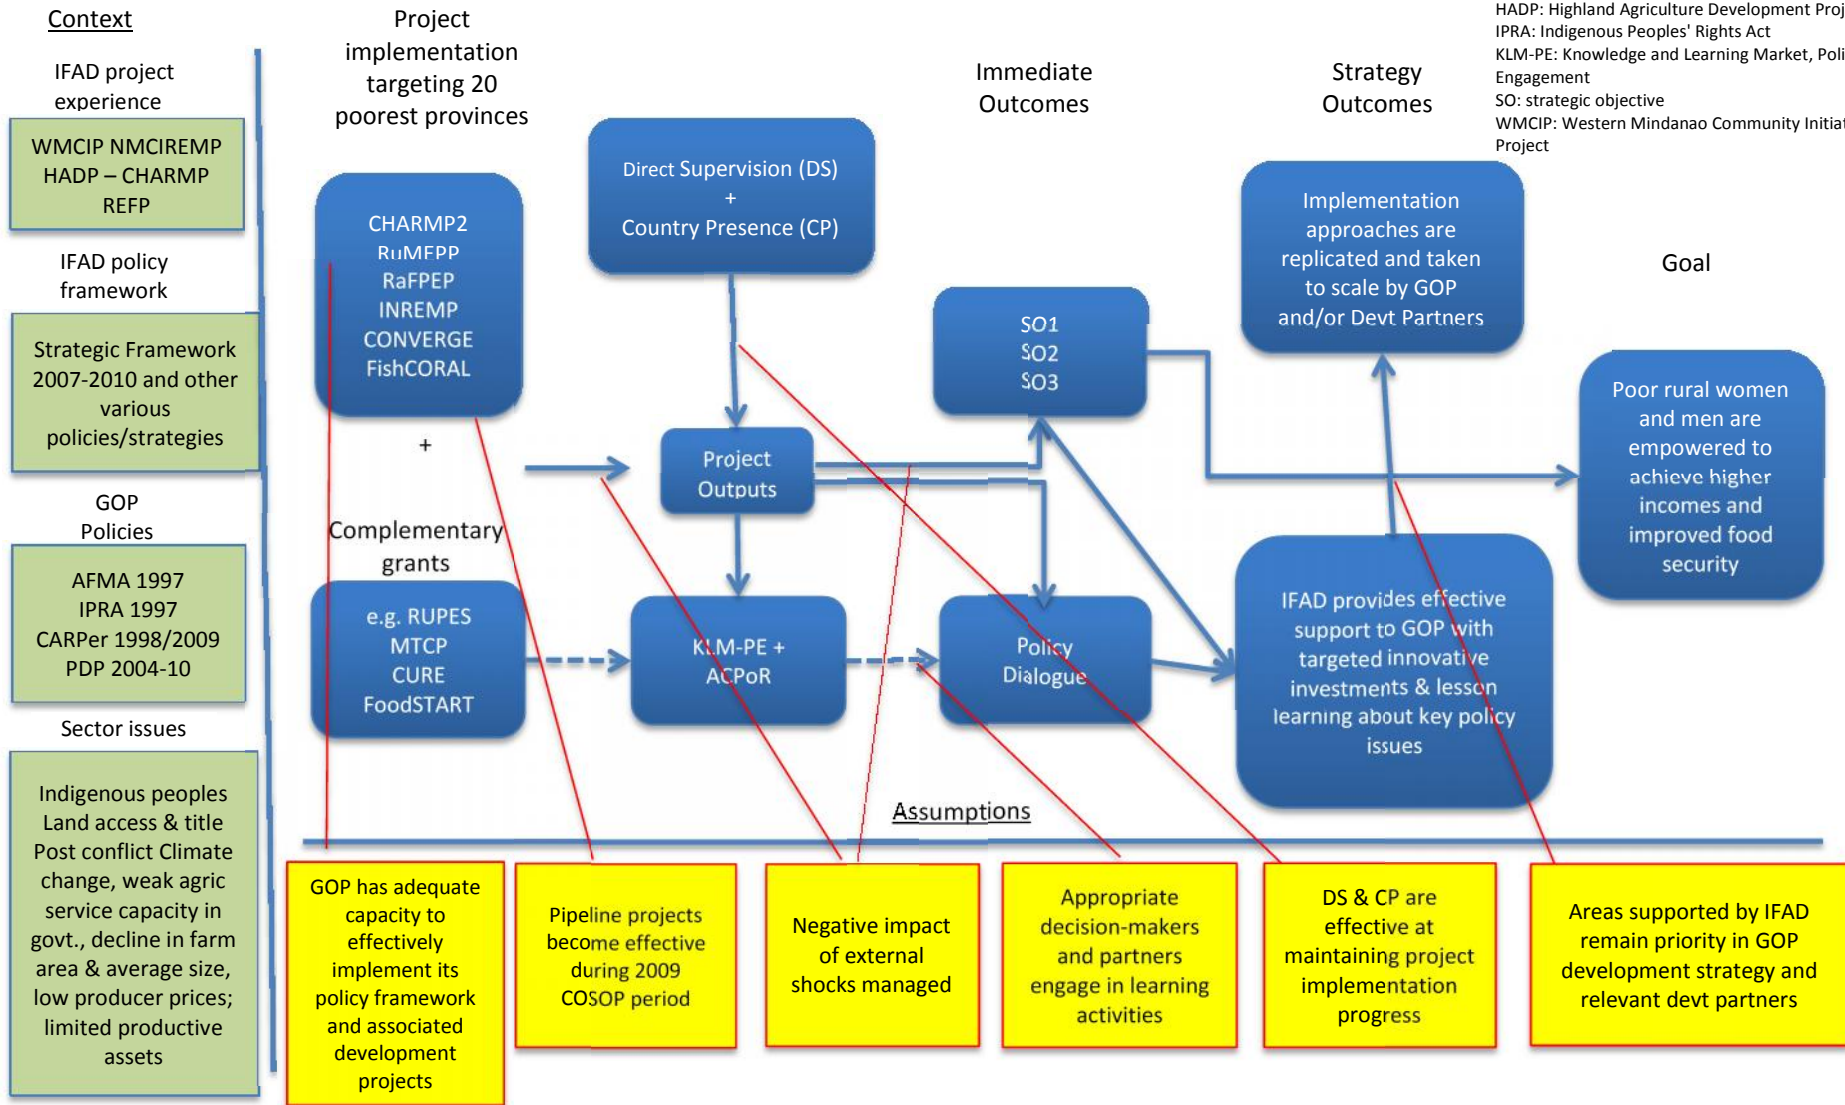 Context
IFAD project
experience
WMCIP NMCIREMP
HADP – CHARMP
REFP
IFAD policy
framework
Strategic Framework
2007-2010 and other
various
policies/strategies
GOP
Policies
AFMA 1997
IPRA 1997
CARPer 1998/2009
PDP 2004-10
Sector issues
Indigenous peoples
Land access & title
Post conflict Climate
change, weak agric
service capacity in
govt., decline in farm
area & average size,
low producer prices;
limited productive
assets
Project
implementation
targeting 20
poorest provinces
CHARMP2
RuMEPP
RaFPEP
INREMP
CONVERGE
FishCORAL
+
Complementary
grants
e.g. RUPES
MTCP
CURE
FoodSTART
Direct Supervision (DS)
+
Country Presence (CP)
Project
Outputs
KLM-PE +
ACPoR
Immediate
Outcomes
SO1
SO2
SO3
Policy
Dialogue
Strategy
Outcomes
Implementation
approaches are
replicated and taken
to scale by GOP
and/or Devt Partners
IFAD provides effective
support to GOP with
targeted innovative
investments & lesson
learning about key policy
issues
HADP: Highland Agriculture Development Proj
IPRA: Indigenous Peoples' Rights Act
KLM-PE: Knowledge and Learning Market, Poli
Engagement
SO: strategic objective
WMCIP: Western Mindanao Community Initiat
Project
Goal
Poor rural women
and men are
empowered to
achieve higher
incomes and
improved food
security
Assumptions
GOP has adequate
capacity to
effectively
implement its
policy framework
and associated
development
projects
Pipeline projects
become effective
during 2009
COSOP period
Negative impact
of external
shocks managed
Appropriate
decision-makers
and partners
engage in learning
activities
DS & CP are
effective at
maintaining project
implementation
progress
Areas supported by IFAD
remain priority in GOP
development strategy and
relevant devt partners